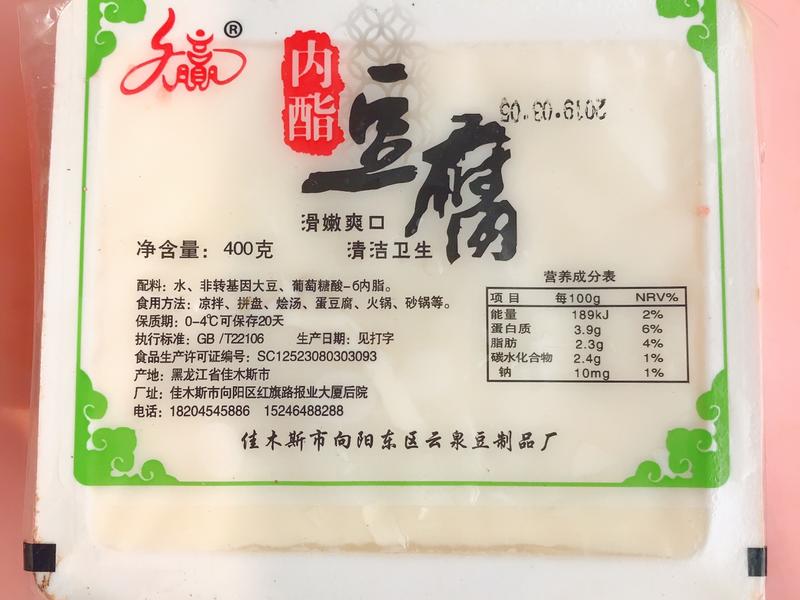 久赢®
内酯
豆腐
2019.03.05
滑嫩爽口
净含量：400克
清洁卫生
配料：水、非转基因大豆、葡萄糖酸-6内脂。
食用方法：凉拌、拼盘、烩汤、蛋豆腐、火锅、砂锅等。
保质期：0-4℃可保存20天
执行标准：GB /T22106 生产日期：见打字
食品生产许可证编号：SC12523080303093
产地：黑龙江省佳木斯市
厂址：佳木斯市向阳区红旗路报业大厦后院
电话：18204545886 15246488288
营养成分表
项 目 每100g NRV%
能量 189kJ 2%
蛋白质 3.9g 6%
脂肪 2.3g 4%
碳水化合物 2.4g 1%
钠 10mg 1%
佳木斯市向阳东区云泉豆制品厂